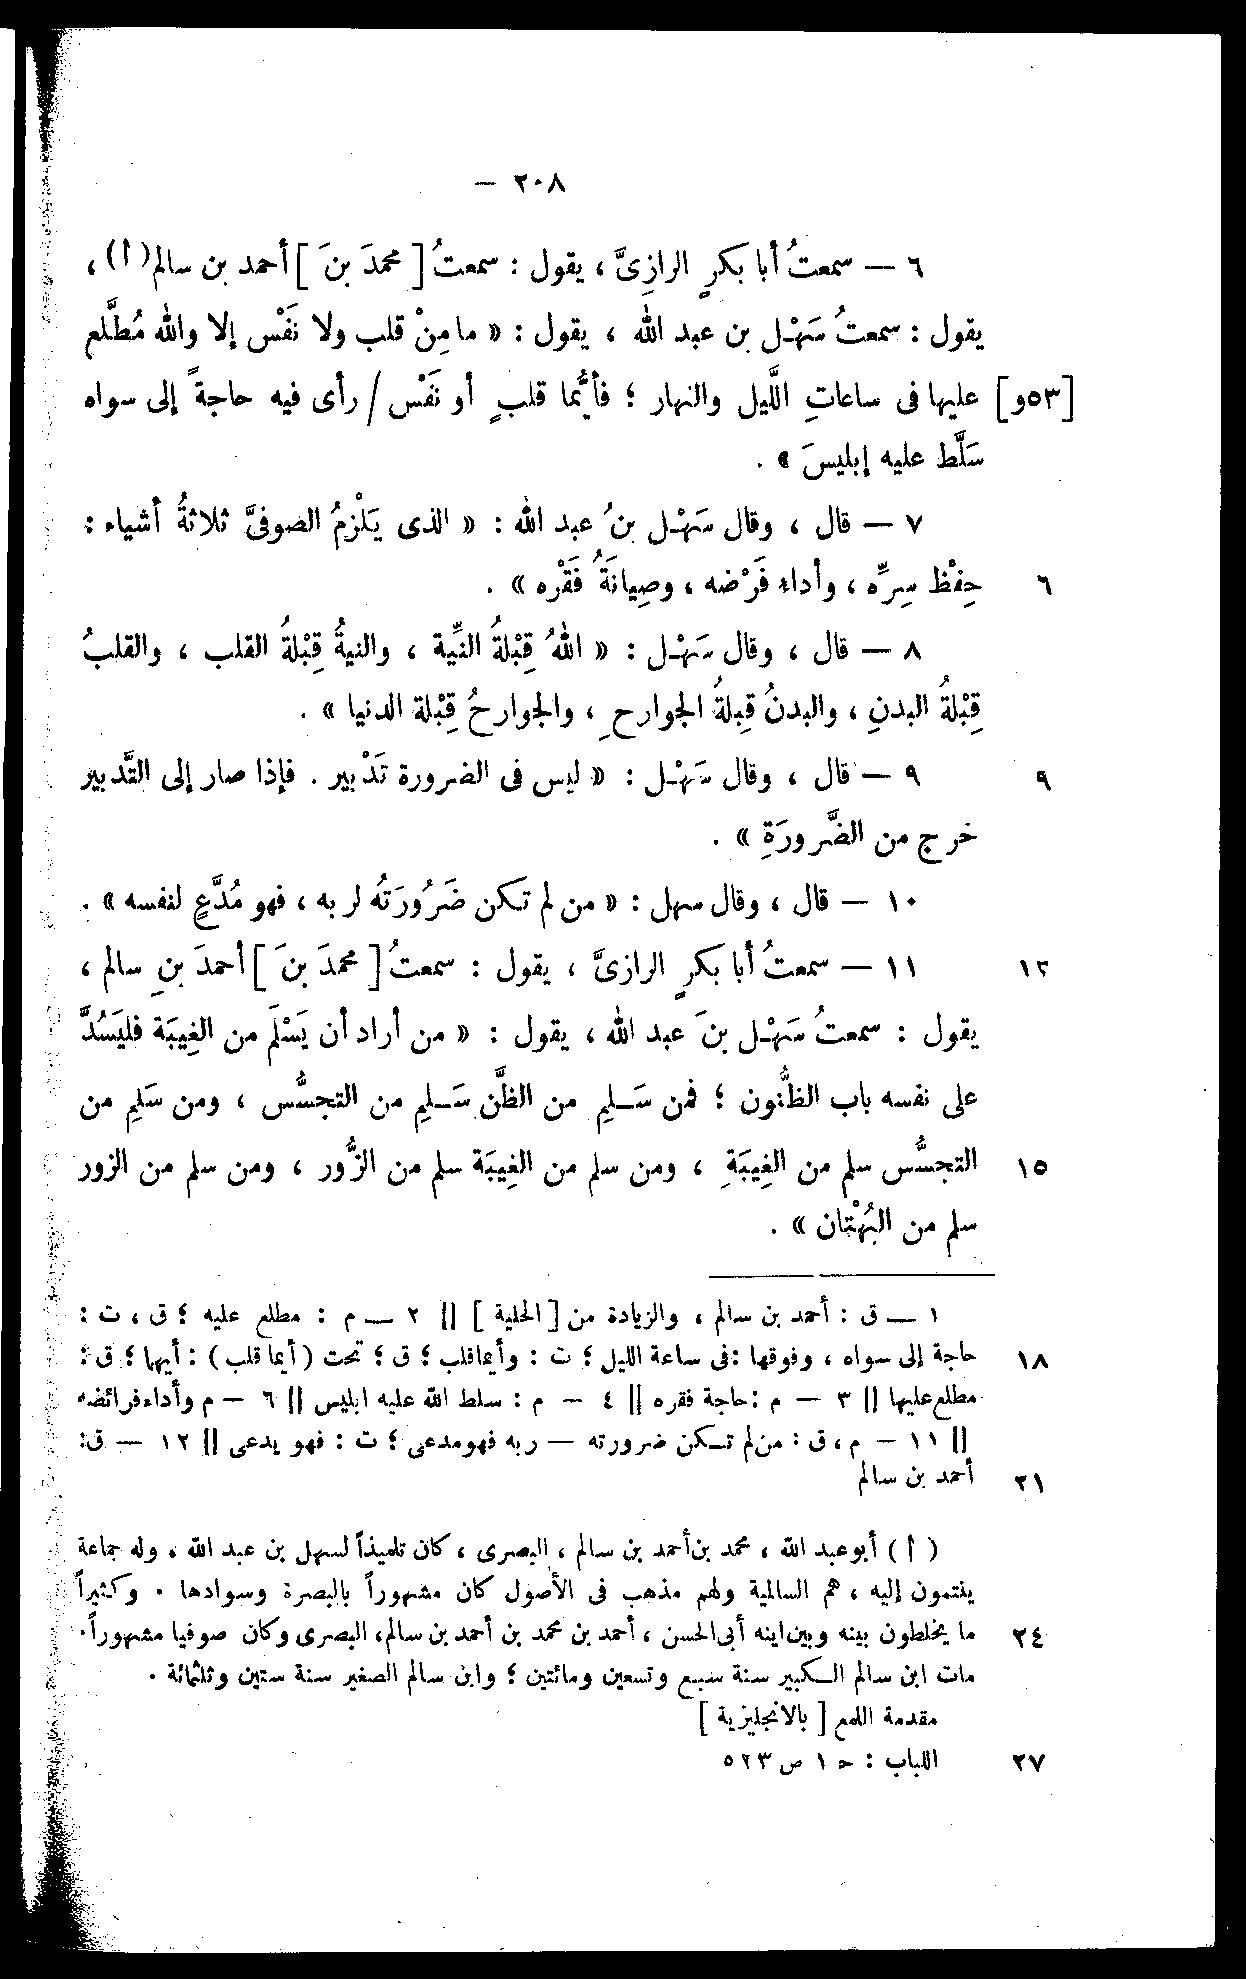 ٢٠٨ —
٦ — سمعتُ أبا بكرٍ الرازِىَّ ، يقول : سمعتُ [ محمدَ بنَ ] أحمد بن سالم(أ) ،
يقول : سمعتُ سَهْل بن عبد الله ، يقول : « ما مِنْ قلب ولا نَفْس إلا والله مُطَّلع
[٥٣و] عليها فى ساعاتِ اللَّيل والنهار ؛ فأيُّما قلبٍ أو نَفْس / رأى فيه حاجةً إلى سواه
سَلَّط عليه إبليسَ » .
٧ — قال ، وقال سَهْل بنُ عبد الله : « الذى يَلْزمُ الصوفىَّ ثلاثةُ أشياء :
٦ حِفْظ سِرِّه ، وأداء فَرْضه ، وصِيانَةُ فَقْره » .
٨ — قال ، وقال سَهْل : « اللهُ قِبْلةُ النِّية ، والنيةُ قِبْلةُ القلب ، والقلبُ
قِبْلةُ البدنِ ، والبدنُ قِبلةُ الجوارحِ ، والجوارحُ قِبْلة الدنيا » .
٩ ٩ — قال ، وقال سَهْل : « ليس فى الضرورة تَدْبير . فإذا صار إلى التَّدبير
خرج من الضَّرورَةِ » .
١٠ — قال ، وقال سهل : « من لم تكن ضَرُورَتُه لربه ، فهو مُدَّعٍ لنفسه » .
١٢ ١١ — سمعتُ أبا بكرٍ الرازىَّ ، يقول : سمعتُ [ محمدَ بنَ ] أحمدَ بنِ سالم ،
يقول : سمعتُ سَهْل بنَ عبد الله ، يقول : « من أراد أن يَسْلَم من الغِيبَة فليَسُدَّ
على نفسه باب الظُّنون ؛ فمن سَلِم من الظَّن سَلِم من التجسُّس ، ومن سَلِم من
١٥ التجسُّس سلم من الغِيبَةِ ، ومن سلم من الغِيبَة سلم من الزُّور ، ومن سلم من الزور
سلم من البُهْتان » .
١ — ق : أحمد بن سالم ، والزيادة من [ الحلية ] || ٢ — م : مطلع عليه ؛ ق ، ت :
١٨ حاجة إلى سواه ، وفوقها : فى ساعة الليل ؛ ت : وأيما قلب ؛ ق ؛ تحت ( أيما قلب ) : أيهما ؛ ق :
مطلع عليها || ٣ — م : حاجة فقره || ٤ — م : سلط الله عليه ابليس || ٦ — م وأداء فرائضه
|| ١١ — م ، ق : من لم تكن ضرورته — ربه فهو مدعى ؛ ت : فهو يدعى || ١٢ — ق:
٢١ أحمد بن سالم
( أ ) أبو عبد الله ، محمد بن أحمد بن سالم ، البصرى ، كان تلميذاً لسهل بن عبد الله ، وله جماعة
ينتمون إليه ، هم السالمية ولهم مذهب فى الأصول كان مشهوراً بالبصرة وسوادها . وكثيراً
٢٤ ما يخلطون بينه وبين ابنه أبى الحسن ، أحمد بن محمد بن أحمد بن سالم، البصرى وكان صوفيا مشهوراً.
مات ابن سالم الكبير سنة سبع وتسعين ومائتين ؛ وابن سالم الصغير سنة ستين وثلثمائة .
مقدمة اللمع [ بالانجليزية ]
٢٧ اللباب : حـ ١ ص ٥٢٣